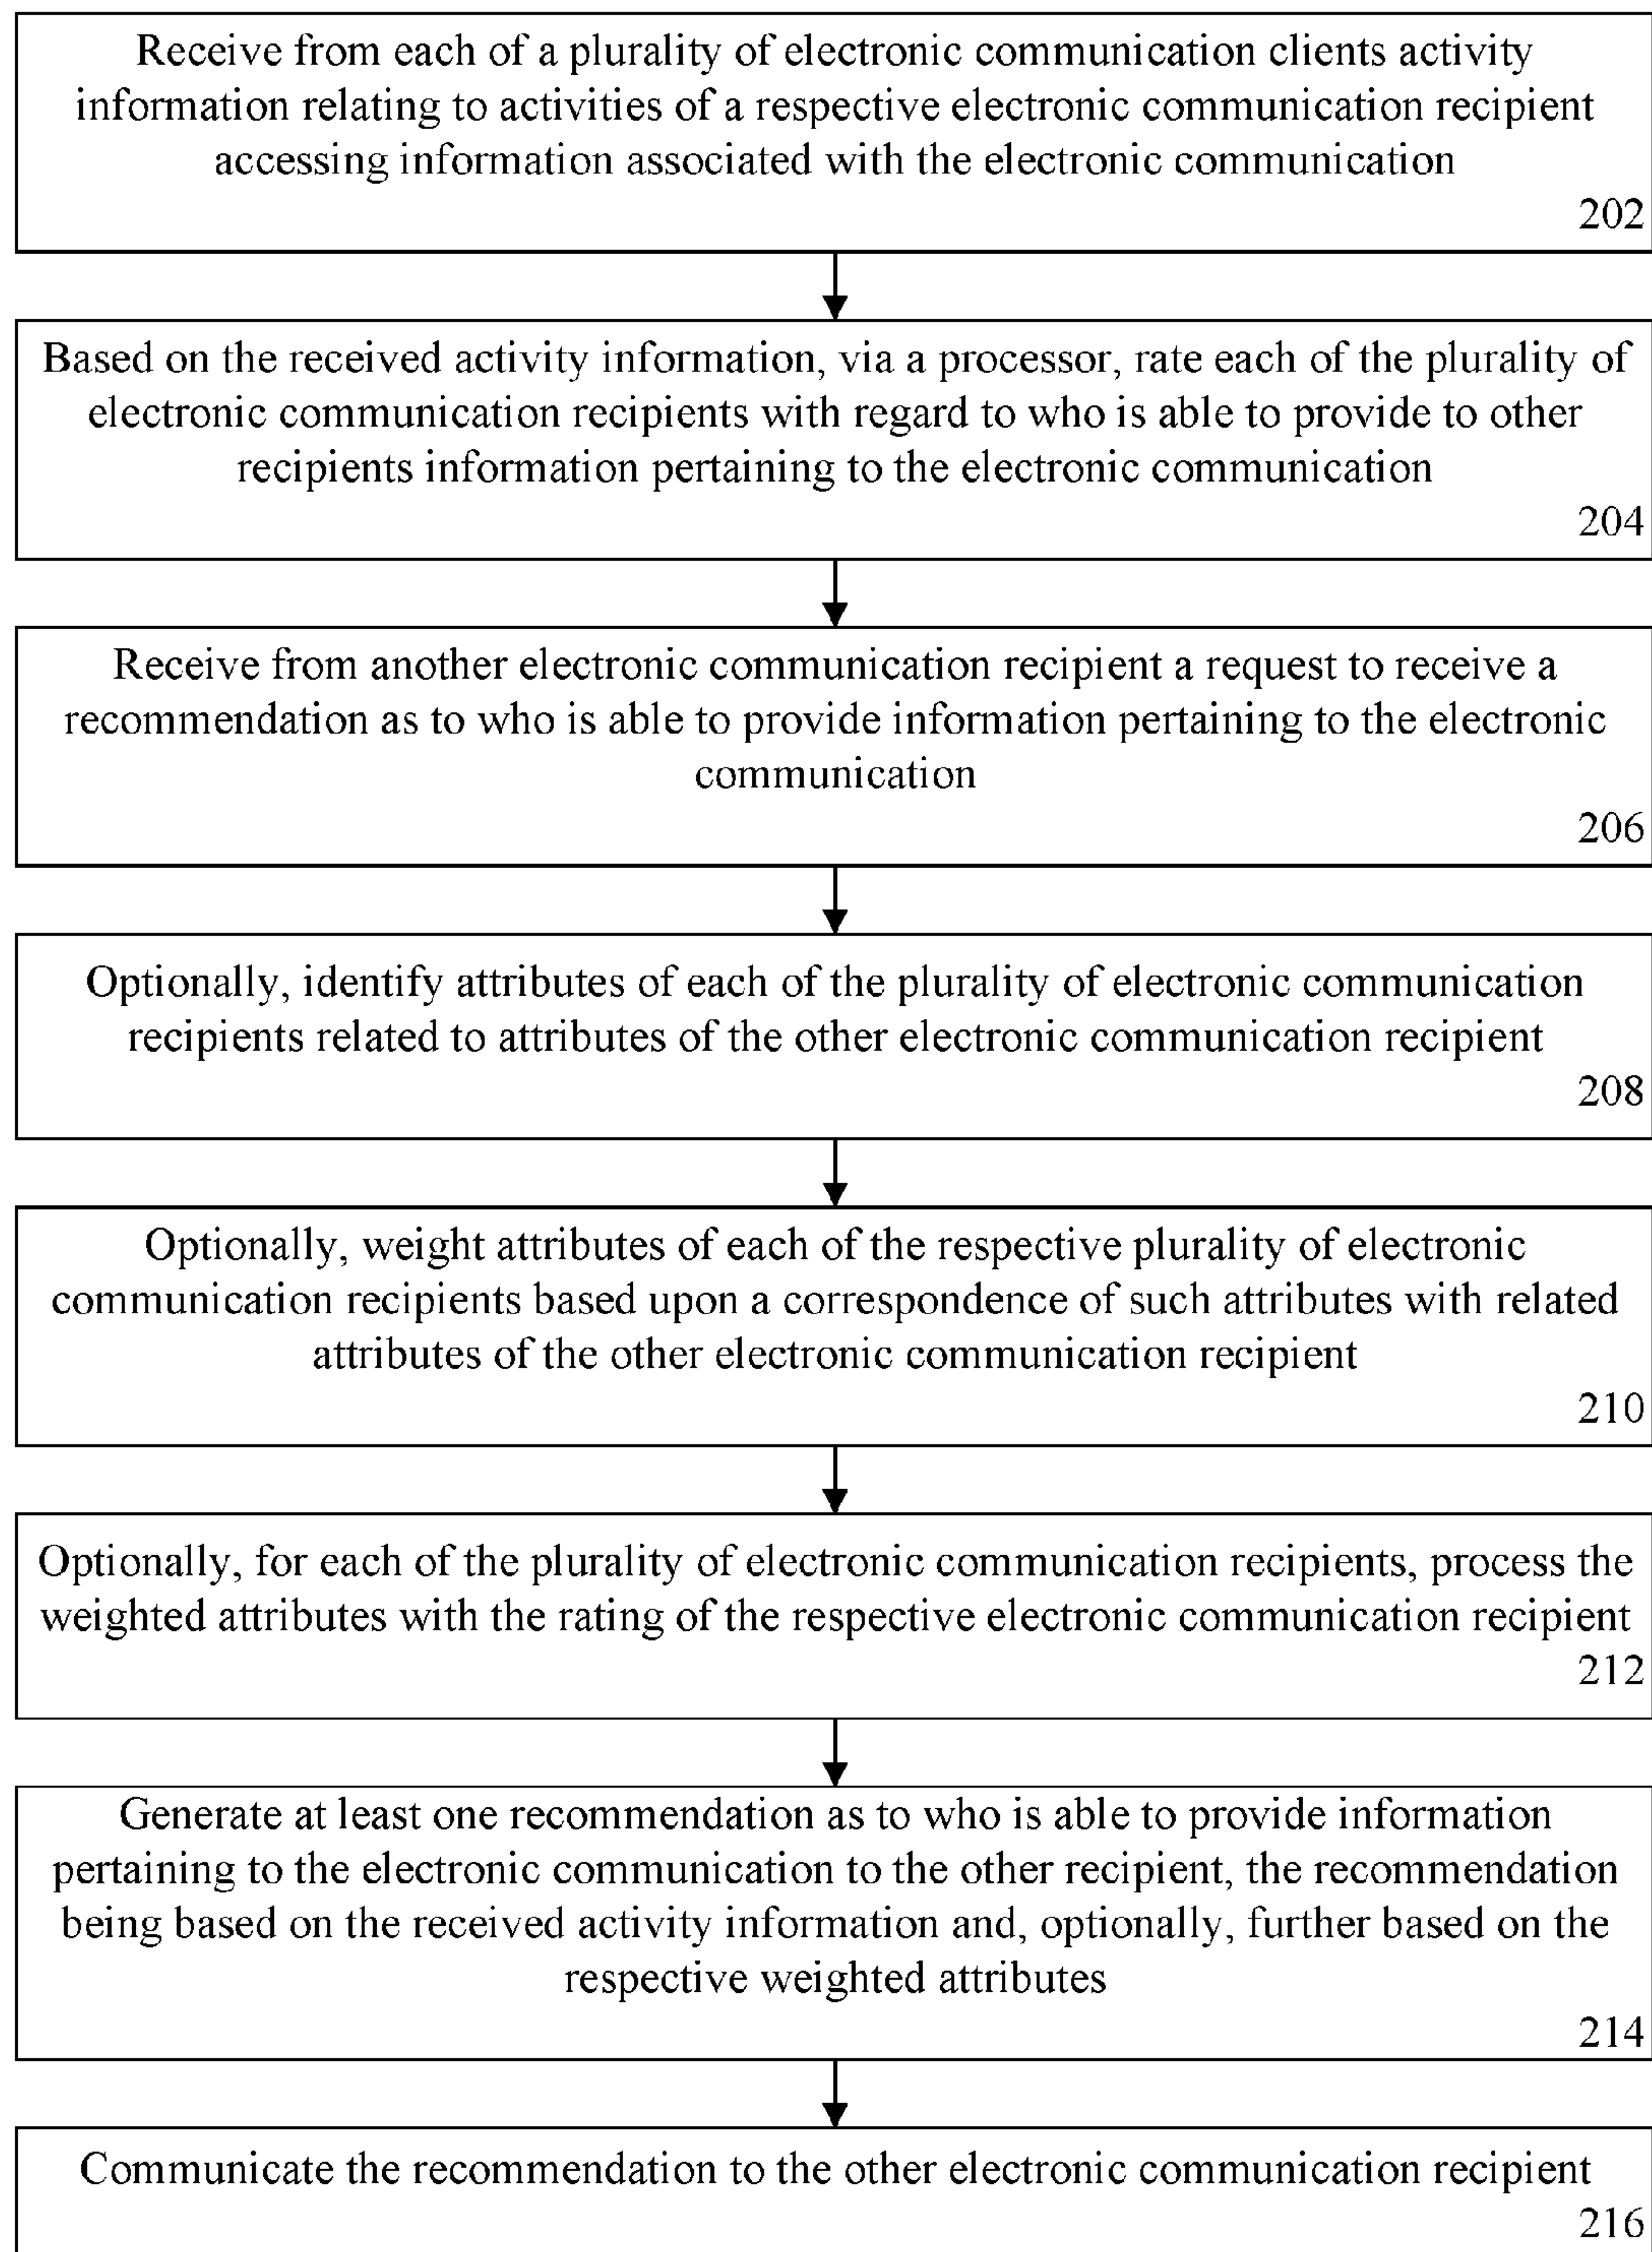 Receive from each of a plurality of electronic communication clients activity
information relating to activities of a respective electronic communication recipient
accessing information associated with the electronic communication
202
Based on the received activity information, via a processor, rate each of the plurality of
electronic communication recipients with regard to who is able to provide to other
recipients information pertaining to the electronic communication
204
Receive from another electronic communication recipient a request to receive a
recommendation as to who is able to provide information pertaining to the electronic
communication
206
Optionally, identify attributes of each of the plurality of electronic communication
recipients related to attributes of the other electronic communication recipient
208
Optionally, weight attributes of each of the respective plurality of electronic
communication recipients based upon a correspondence of such attributes with related
attributes of the other electronic communication recipient
210
Optionally, for each of the plurality of electronic communication recipients, process the
weighted attributes with the rating of the respective electronic communication recipient
212
Generate at least one recommendation as to who is able to provide information
pertaining to the electronic communication to the other recipient, the recommendation
being based on the received activity information and, optionally, further based on the
respective weighted attributes
214
Communicate the recommendation to the other electronic communication recipient
216